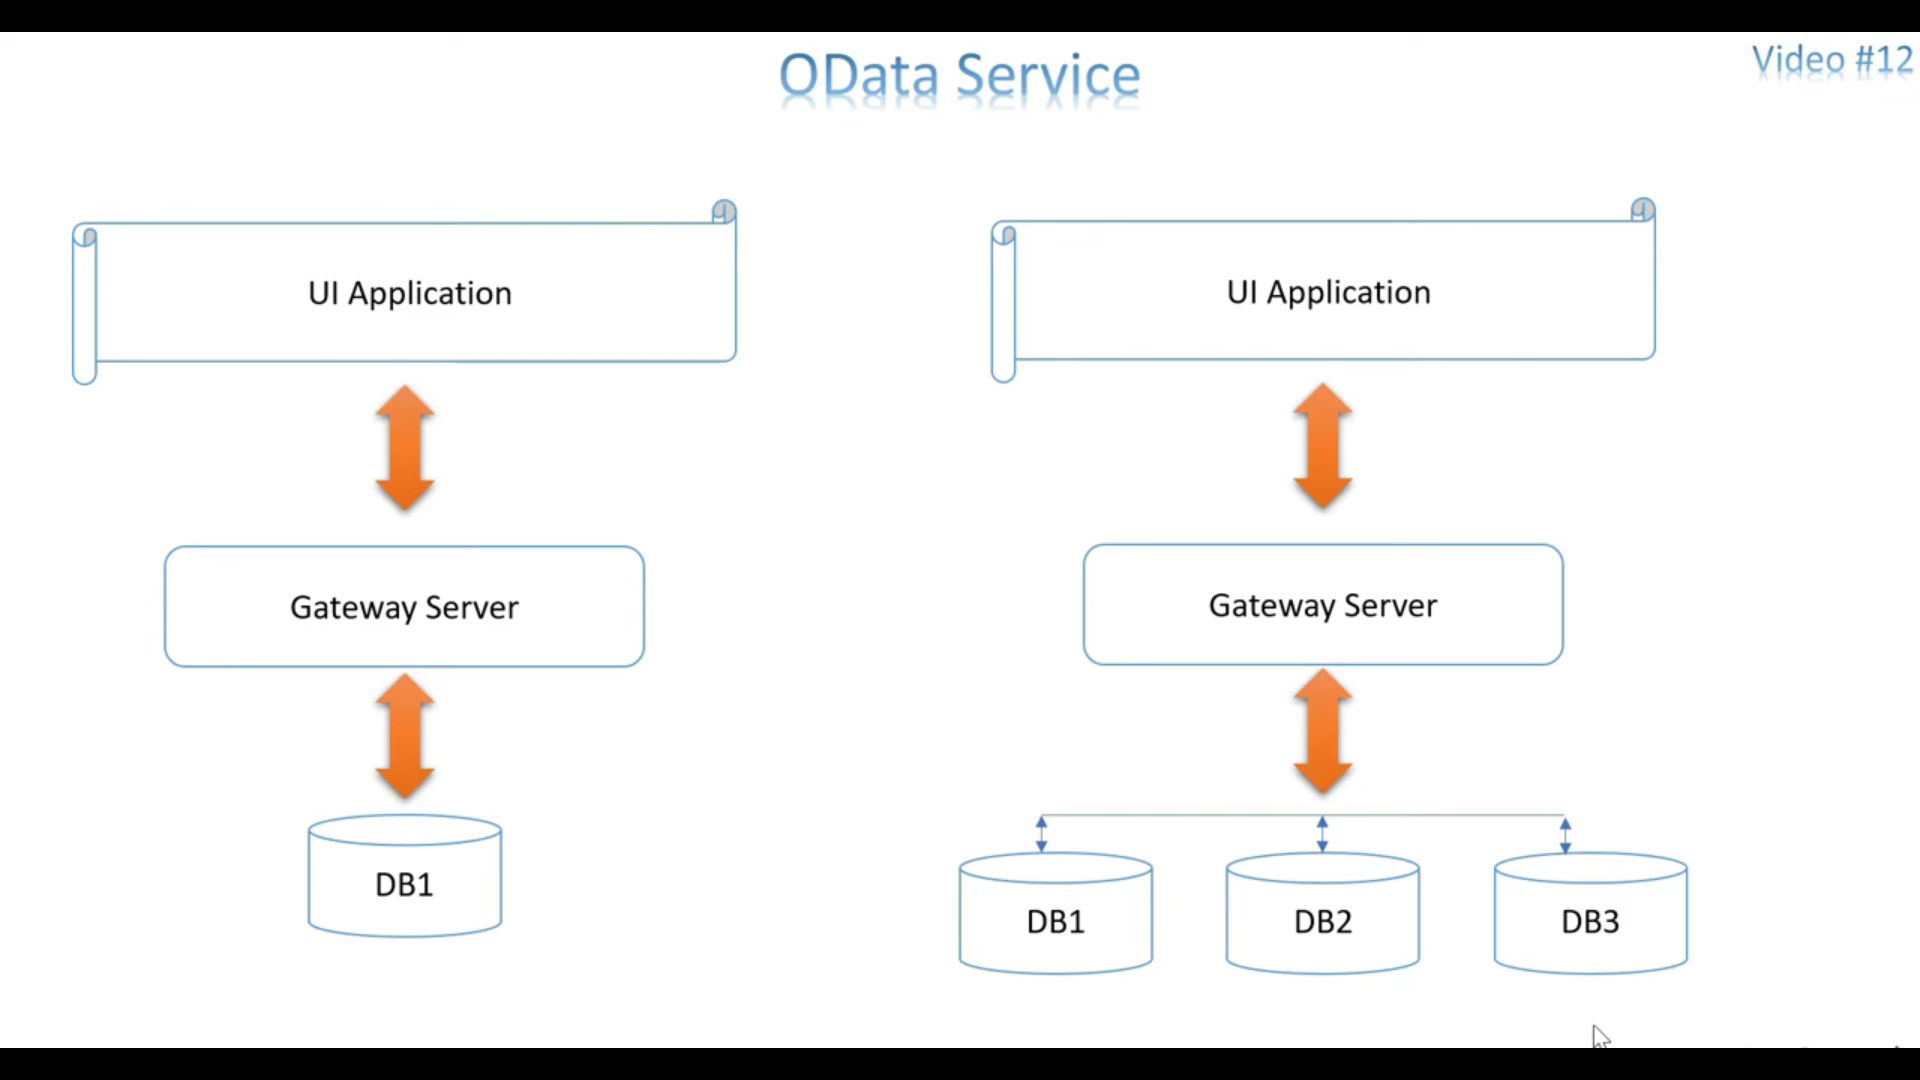 OData Service
Video #12
UI Application
Gateway Server
DB1
UI Application
Gateway Server
DB1
DB2
DB3